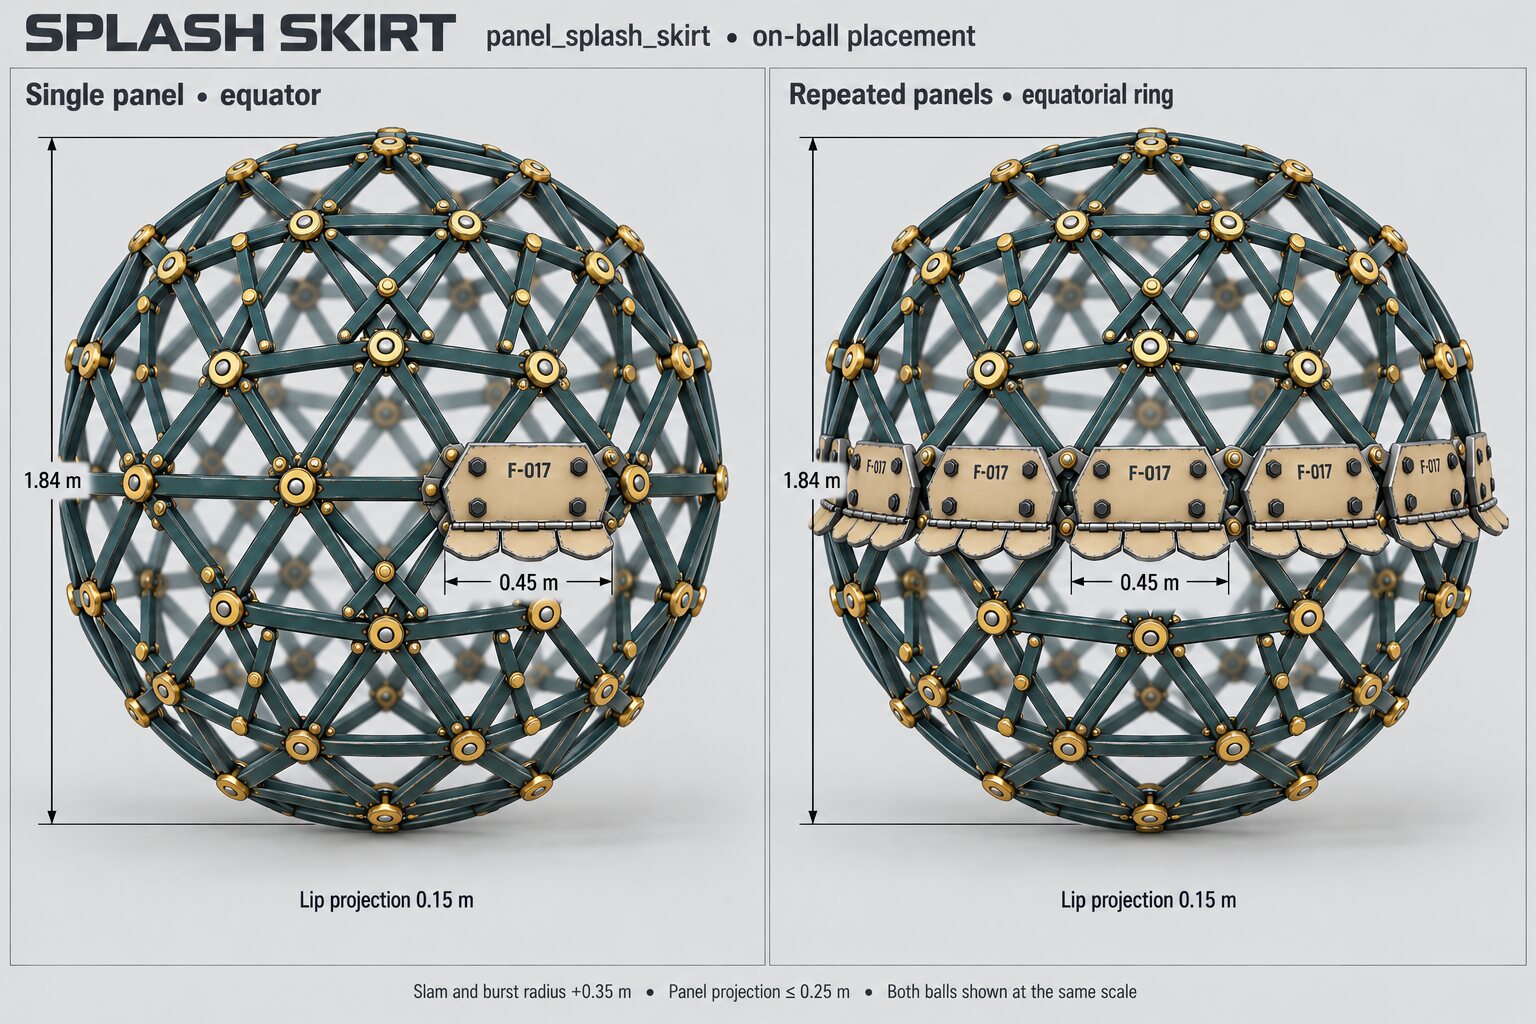 SPLASH SKIRT panel_splash_skirt • on-ball placement
Single panel • equator
1.84 m
F-017
0.45 m
Lip projection 0.15 m
Repeated panels • equatorial ring
1.84 m
F-017 F-017 F-017 F-017 F-017
0.45 m
Lip projection 0.15 m
Slam and burst radius +0.35 m • Panel projection ≤ 0.25 m • Both balls shown at the same scale